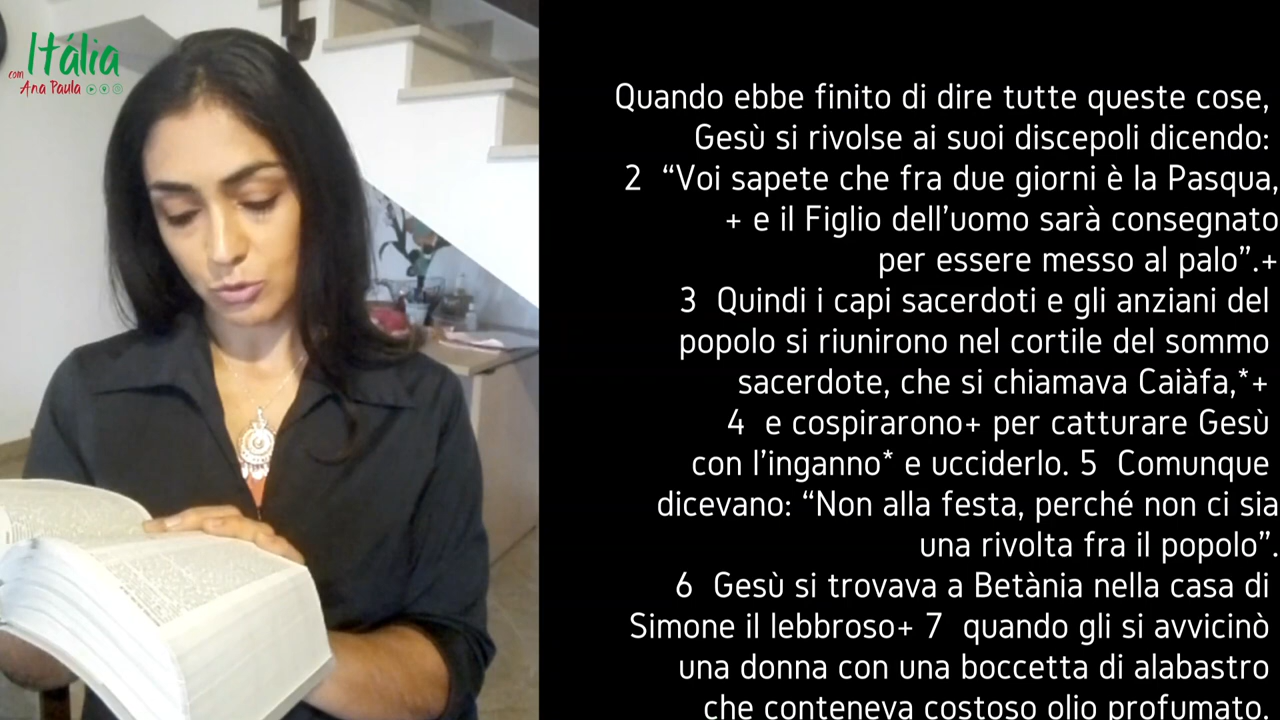 Itália
com
Ana Paula
Quando ebbe finito di dire tutte queste cose,
Gesù si rivolse ai suoi discepoli dicendo:
2 “Voi sapete che fra due giorni è la Pasqua,
+ e il Figlio dell’uomo sarà consegnato
per essere messo al palo”.+
3 Quindi i capi sacerdoti e gli anziani del
popolo si riunirono nel cortile del sommo
sacerdote, che si chiamava Caiàfa,*+
4 e cospirarono+ per catturare Gesù
con l’inganno* e ucciderlo. 5 Comunque
dicevano: “Non alla festa, perché non ci sia
una rivolta fra il popolo”.
6 Gesù si trovava a Betània nella casa di
Simone il lebbroso+ 7 quando gli si avvicinò
una donna con una boccetta di alabastro
che conteneva costoso olio profumato.